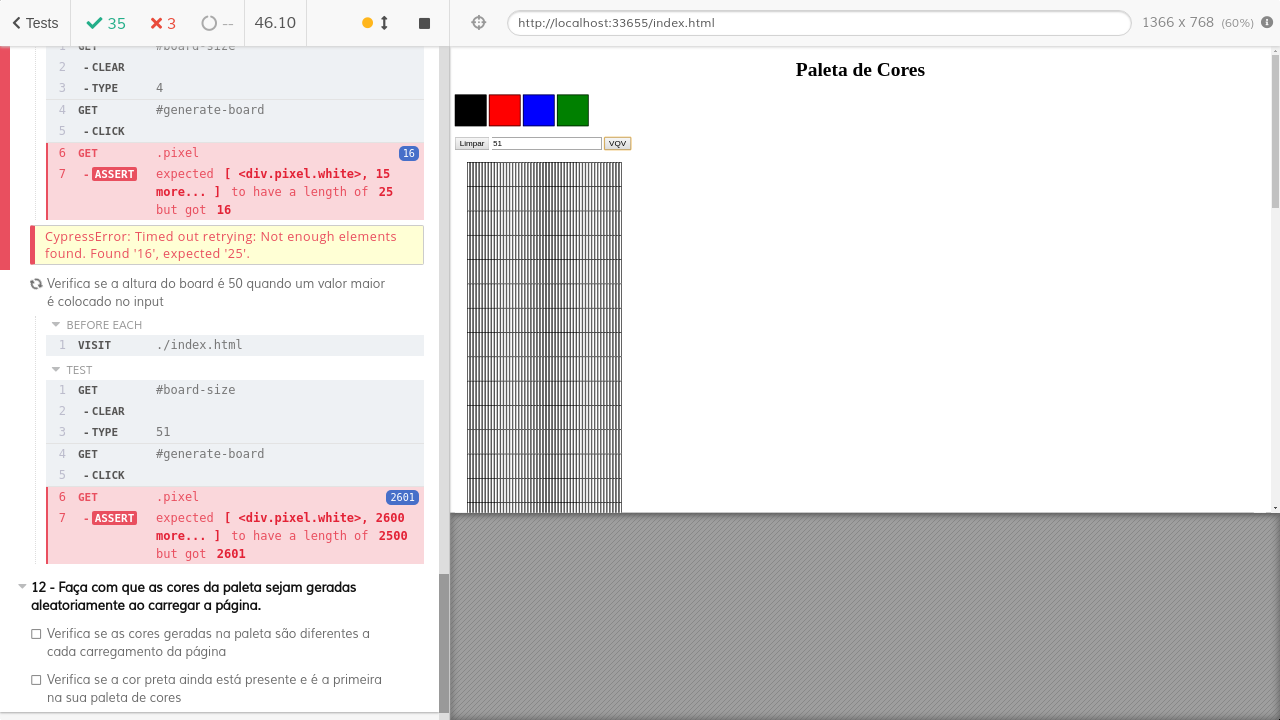 Tests 35 3 -- 46.10
http://localhost:33655/index.html 1366 x 768 (60%)
1 GET #board-size
2 - CLEAR
3 - TYPE 4
4 GET #generate-board
5 - CLICK
6 GET .pixel 16
7 - ASSERT expected [ <div.pixel.white>, 15
more... ] to have a length of 25
but got 16
CypressError: Timed out retrying: Not enough elements
found. Found '16', expected '25'.
Verifica se a altura do board é 50 quando um valor maior
é colocado no input
BEFORE EACH
1 VISIT ./index.html
TEST
1 GET #board-size
2 - CLEAR
3 - TYPE 51
4 GET #generate-board
5 - CLICK
6 GET .pixel 2601
7 - ASSERT expected [ <div.pixel.white>, 2600
more... ] to have a length of 2500
but got 2601
12 - Faça com que as cores da paleta sejam geradas
aleatoriamente ao carregar a página.
Verifica se as cores geradas na paleta são diferentes a
cada carregamento da página
Verifica se a cor preta ainda está presente e é a primeira
na sua paleta de cores
Paleta de Cores
Limpar 51 VQV